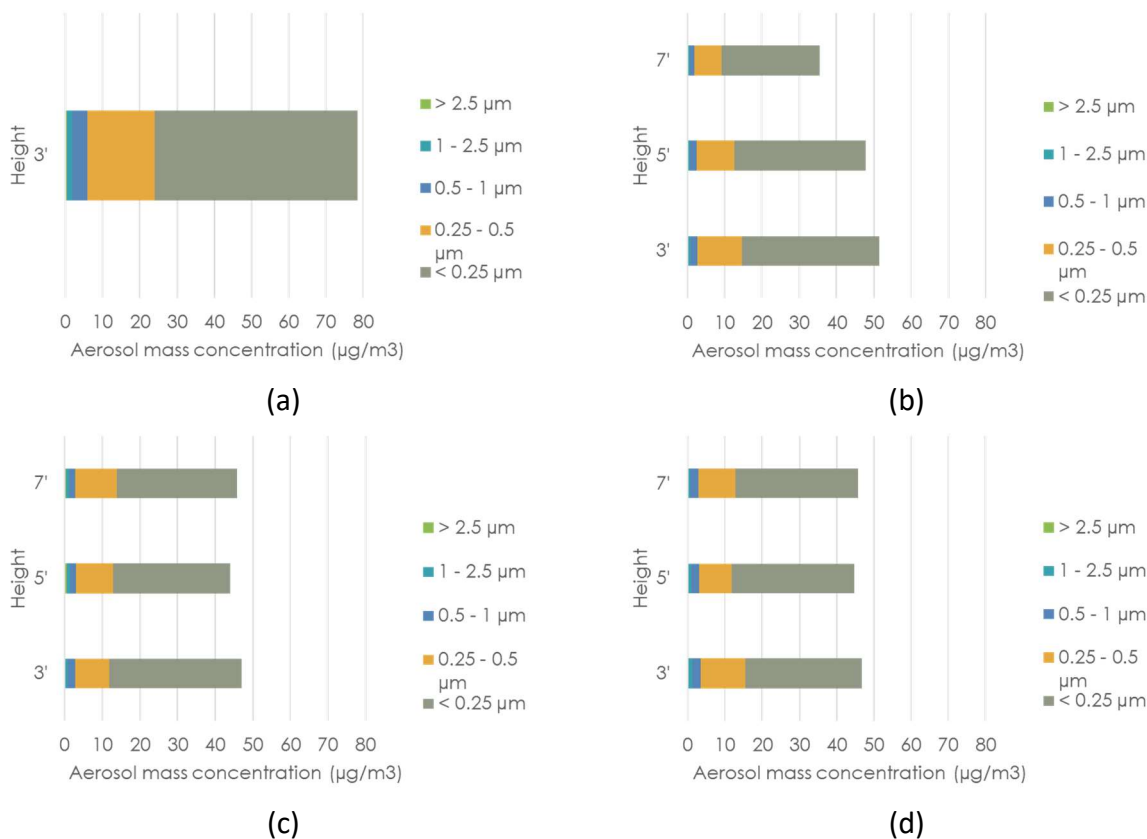 Height
3'
> 2.5 µm
1 - 2.5 µm
0.5 - 1 µm
0.25 - 0.5
µm
< 0.25 µm
0 10 20 30 40 50 60 70 80
Aerosol mass concentration (µg/m3)
(a)
Height
7'
5'
3'
> 2.5 µm
1 - 2.5 µm
0.5 - 1 µm
0.25 - 0.5
µm
< 0.25 µm
0 10 20 30 40 50 60 70 80
Aerosol mass concentration (µg/m3)
(b)
Height
7'
5'
3'
> 2.5 µm
1 - 2.5 µm
0.5 - 1 µm
0.25 - 0.5
µm
< 0.25 µm
0 10 20 30 40 50 60 70 80
Aerosol mass concentration (µg/m3)
(c)
Height
7'
5'
3'
> 2.5 µm
1 - 2.5 µm
0.5 - 1 µm
0.25 - 0.5
µm
< 0.25 µm
0 10 20 30 40 50 60 70 80
Aerosol mass concentration (µg/m3)
(d)